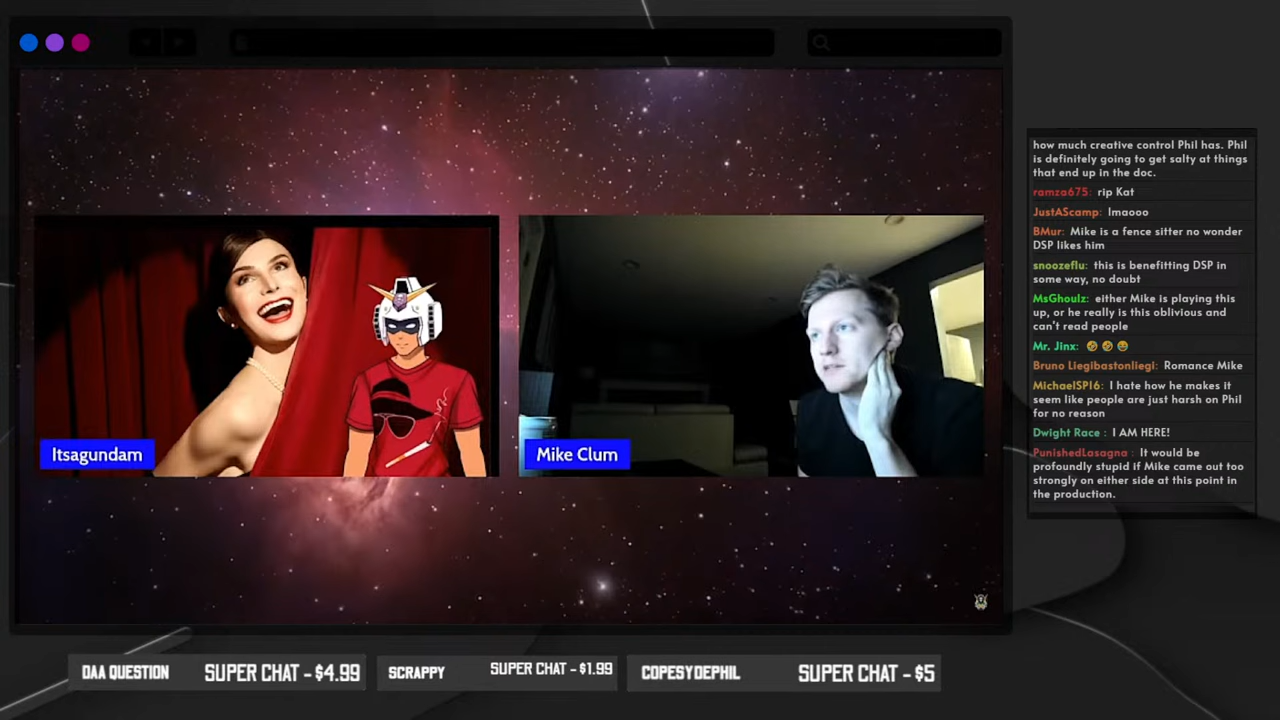 how much creative control Phil has. Phil
is definitely going to get salty at things
that end up in the doc.
ramza675: rip Kat
JustAScamp: lmaooo
BMur: Mike is a fence sitter no wonder
DSP likes him
snoozeflu: this is benefitting DSP in
some way, no doubt
MsGhoulz: either Mike is playing this
up, or he really is this oblivious and
can't read people
Mr. Jinx: 🤣 🤣 😂
Bruno Liegibastonliegi: Romance Mike
MichaelSP16: I hate how he makes it
seem like people are just harsh on Phil
for no reason
Dwight Race : I AM HERE!
PunishedLasagna : It would be
profoundly stupid if Mike came out too
strongly on either side at this point in
the production.
Itsagundam
Mike Clum
DAA QUESTION SUPER CHAT - $4.99
SCRAPPY SUPER CHAT - $1.99
COPESYDEPHIL SUPER CHAT - $5